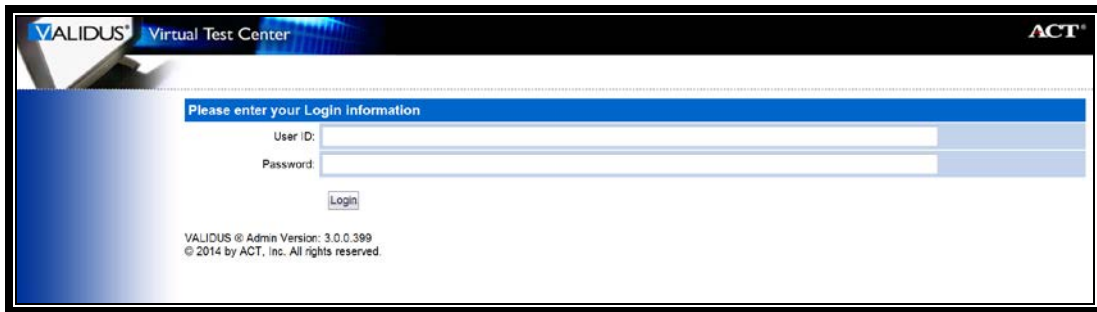 VALIDUS® Virtual Test Center ACT®
Please enter your Login information
User ID:
Password:
Login
VALIDUS ® Admin Version: 3.0.0.399
© 2014 by ACT, Inc. All rights reserved.